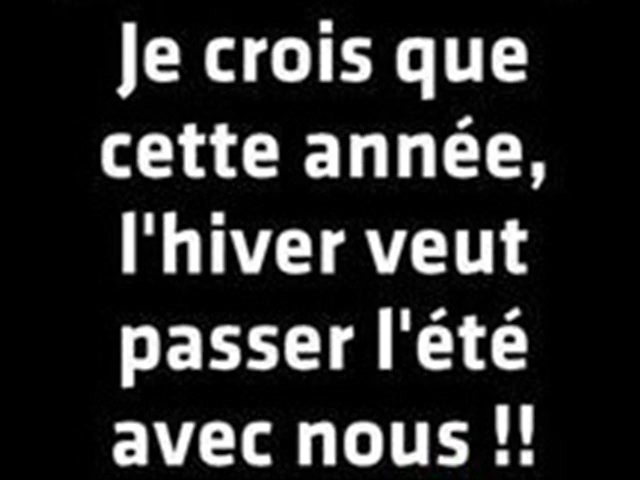 Je crois que
cette année,
l'hiver veut
passer l'été
avec nous !!